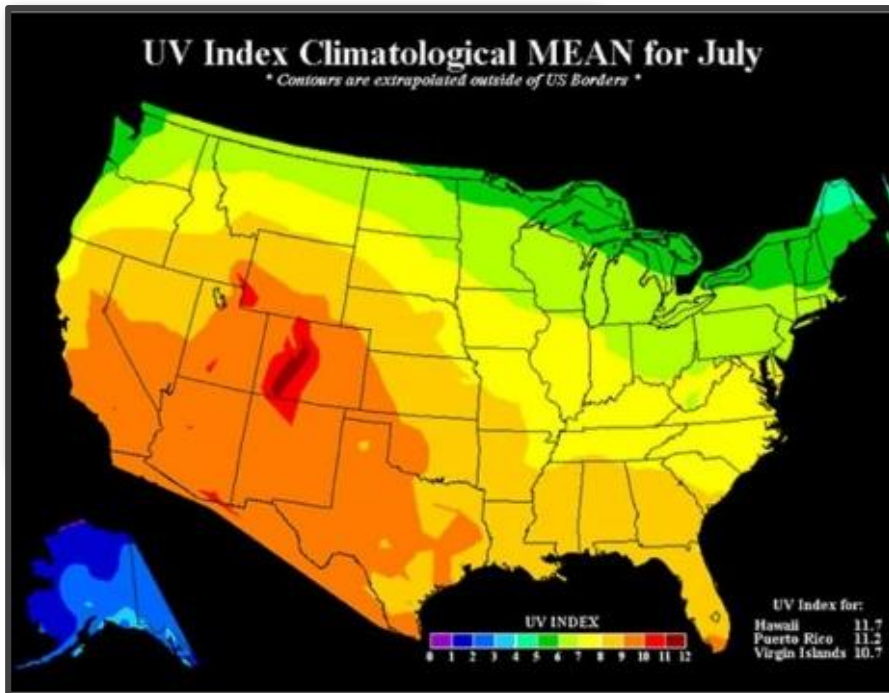 UV Index Climatological MEAN for July
* Contours are extrapolated outside of US Borders *
UV INDEX
0 1 2 3 4 5 6 7 8 9 10 11 12
UV Index for:
Hawaii 11.7
Puerto Rico 11.2
Virgin Islands 10.7